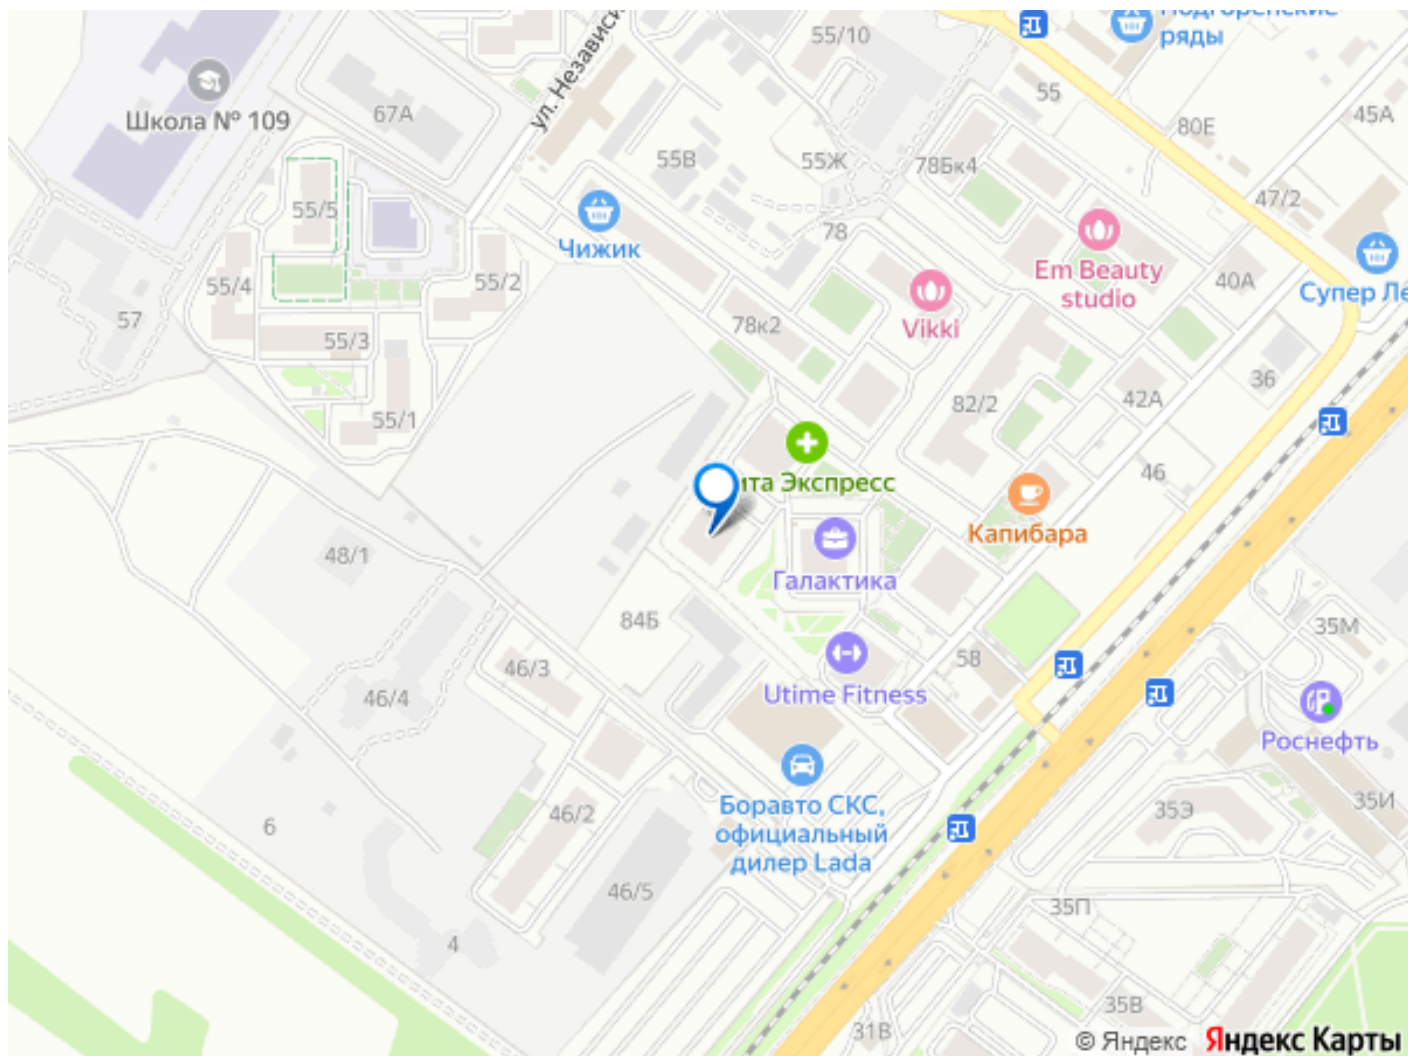 Подгоренские
ряды
55/10
ул. Независи
55
45А
Школа № 109
67А
80Е
55В
55Ж
78Бк4
47/2
55/5
Чижик
78
Em Beauty
studio
55/4
55/2
40А
Супер Ле
57
55/3
78к2
Vikki
36
55/1
82/2
42А
ита Экспресс
46
48/1
Капибара
Галактика
84Б
35М
46/3
5В
46/4
Utime Fitness
Роснефть
Боравто СКС,
официальный
дилер Lada
6
46/2
35Э
35И
46/5
35П
4
35В
31В
© Яндекс
Яндекс Карты